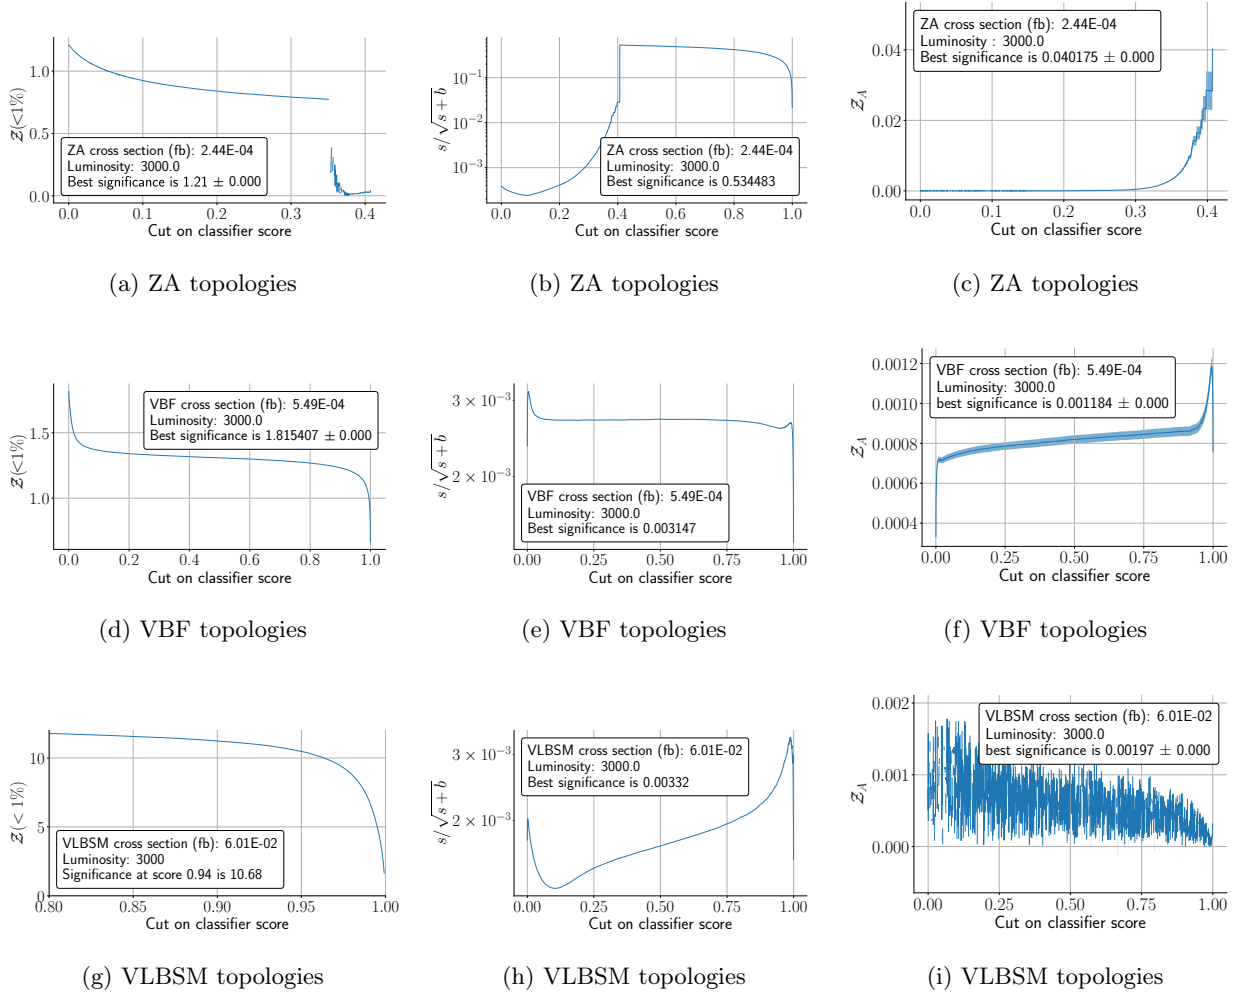 ZA cross section (fb): 2.44E-04
Luminosity: 3000.0
Best significance is 1.21 ± 0.000
𝒵(<1%)
1.0
0.5
0.0
0.0 0.1 0.2 0.3 0.4
Cut on classifier score
(a) ZA topologies
ZA cross section (fb): 2.44E-04
Luminosity: 3000.0
Best significance is 0.534483
s/√s + b
10⁻¹
10⁻²
10⁻³
0.0 0.2 0.4 0.6 0.8 1.0
Cut on classifier score
(b) ZA topologies
ZA cross section (fb): 2.44E-04
Luminosity : 3000.0
Best significance is 0.040175 ± 0.000
𝒵_A
0.04
0.02
0.00
0.0 0.1 0.2 0.3 0.4
Cut on classifier score
(c) ZA topologies
VBF cross section (fb): 5.49E-04
Luminosity: 3000.0
Best significance is 1.815407 ± 0.000
𝒵(<1%)
1.5
1.0
0.0 0.2 0.4 0.6 0.8 1.0
Cut on classifier score
(d) VBF topologies
VBF cross section (fb): 5.49E-04
Luminosity: 3000.0
Best significance is 0.003147
s/√s + b
3 × 10⁻³
2 × 10⁻³
0.00 0.25 0.50 0.75 1.00
Cut on classifier score
(e) VBF topologies
VBF cross section (fb): 5.49E-04
Luminosity: 3000.0
best significance is 0.001184 ± 0.000
𝒵_A
0.0012
0.0010
0.0008
0.0006
0.0004
0.00 0.25 0.50 0.75 1.00
Cut on classifier score
(f) VBF topologies
VLBSM cross section (fb): 6.01E-02
Luminosity: 3000
Significance at score 0.94 is 10.68
𝒵(< 1%)
10
5
0
0.80 0.85 0.90 0.95 1.00
Cut on classifier score
(g) VLBSM topologies
VLBSM cross section (fb): 6.01E-02
Luminosity: 3000.0
Best significance is 0.00332
s/√s + b
3 × 10⁻³
2 × 10⁻³
0.00 0.25 0.50 0.75 1.00
Cut on classifier score
(h) VLBSM topologies
VLBSM cross section (fb): 6.01E-02
Luminosity: 3000.0
best significance is 0.00197 ± 0.000
𝒵_A
0.002
0.001
0.000
0.00 0.25 0.50 0.75 1.00
Cut on classifier score
(i) VLBSM topologies